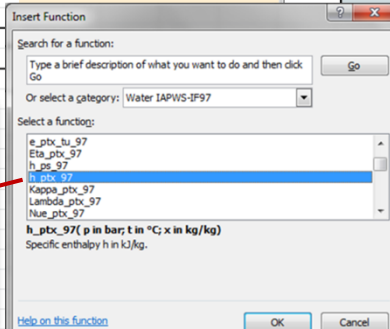 Insert Function
Search for a function:
Type a brief description of what you want to do and then click
Go
Go
Or select a category: Water IAPWS-IF97
Select a function:
e_ptx_tu_97
Eta_ptx_97
h_ps_97
h_ptx_97
Kappa_ptx_97
Lambda_ptx_97
Nue_ptx_97
h_ptx_97( p in bar; t in °C; x in kg/kg)
Specific enthalpy h in kJ/kg.
Help on this function
OK
Cancel